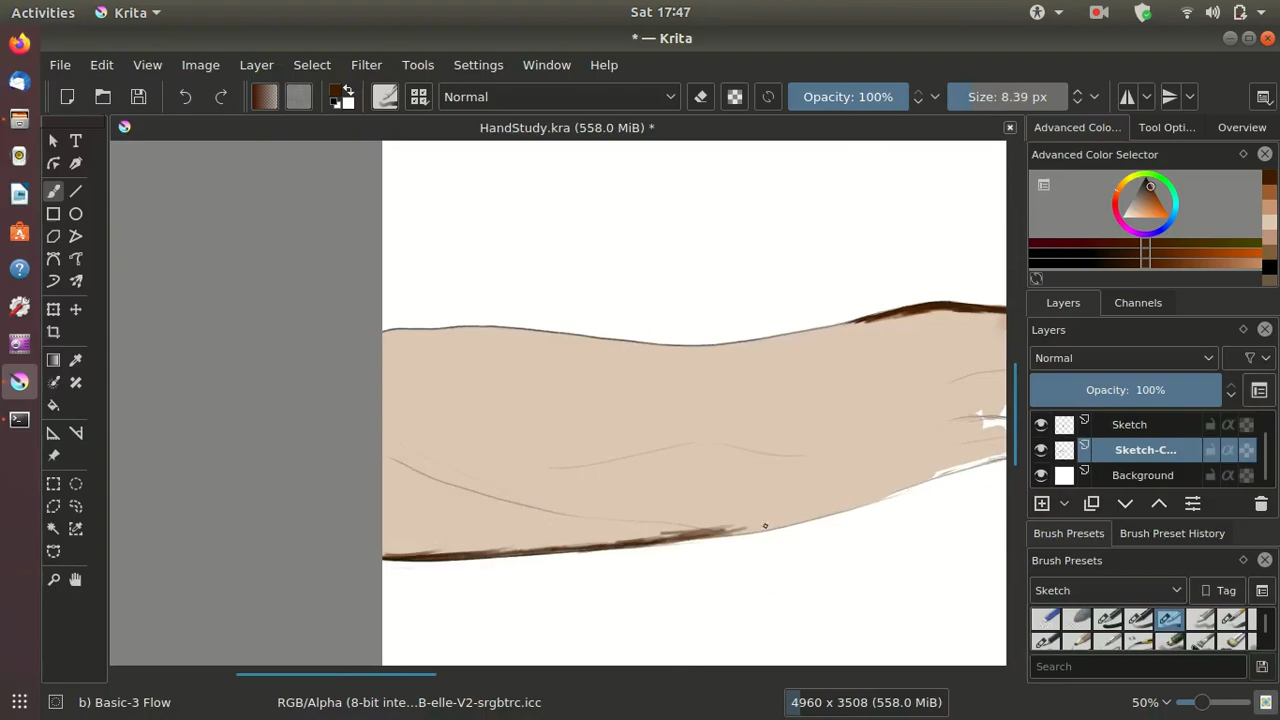 Activities
Krita
Sat 17:47
* — Krita
File
Edit
View
Image
Layer
Select
Filter
Tools
Settings
Window
Help
Normal
Opacity: 100%
Size: 8.39 px
HandStudy.kra (558.0 MiB) *
Advanced Colo...
Tool Opti...
Overview
Advanced Color Selector
Layers
Channels
Layers
Normal
Opacity: 100%
Sketch
Sketch-C...
Background
Brush Presets
Brush Preset History
Brush Presets
Sketch
Tag
Search
b) Basic-3 Flow
RGB/Alpha (8-bit inte...B-elle-V2-srgbtrc.icc
4960 x 3508 (558.0 MiB)
50%